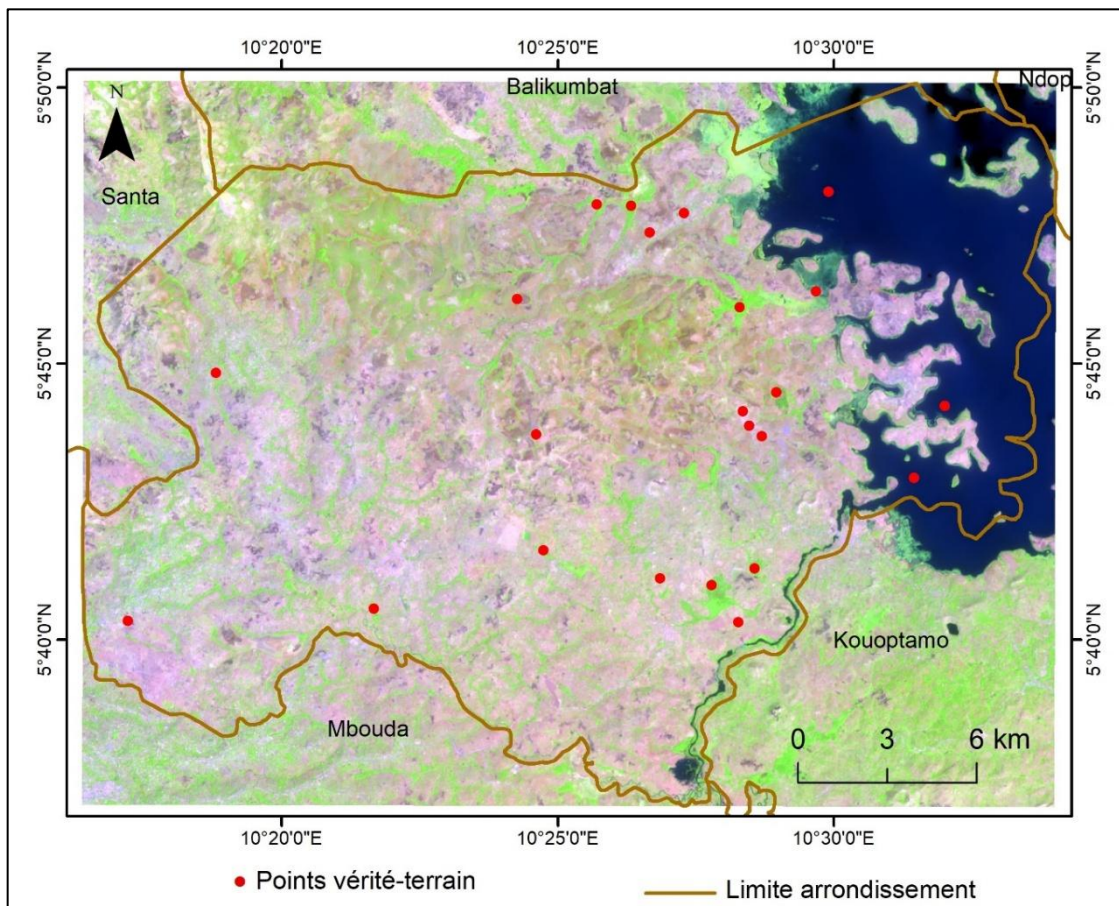 10°20'0"E 10°25'0"E 10°30'0"E
5°50'0"N 5°50'0"N
N
Balikumbat
Ndop
Santa
5°45'0"N 5°45'0"N
5°40'0"N 5°40'0"N
Kouoptamo
Mbouda
0 3 6 km
10°20'0"E 10°25'0"E 10°30'0"E
Points vérité-terrain
Limite arrondissement